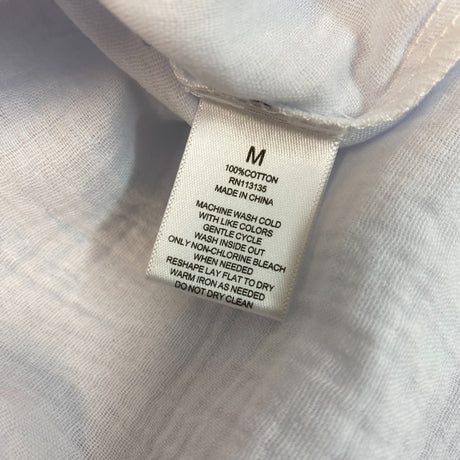 M
100%COTTON
RN113135
MADE IN CHINA
MACHINE WASH COLD
WITH LIKE COLORS
GENTLE CYCLE
WASH INSIDE OUT
ONLY NON-CHLORINE BLEACH
WHEN NEEDED
RESHAPE LAY FLAT TO DRY
WARM IRON AS NEEDED
DO NOT DRY CLEAN